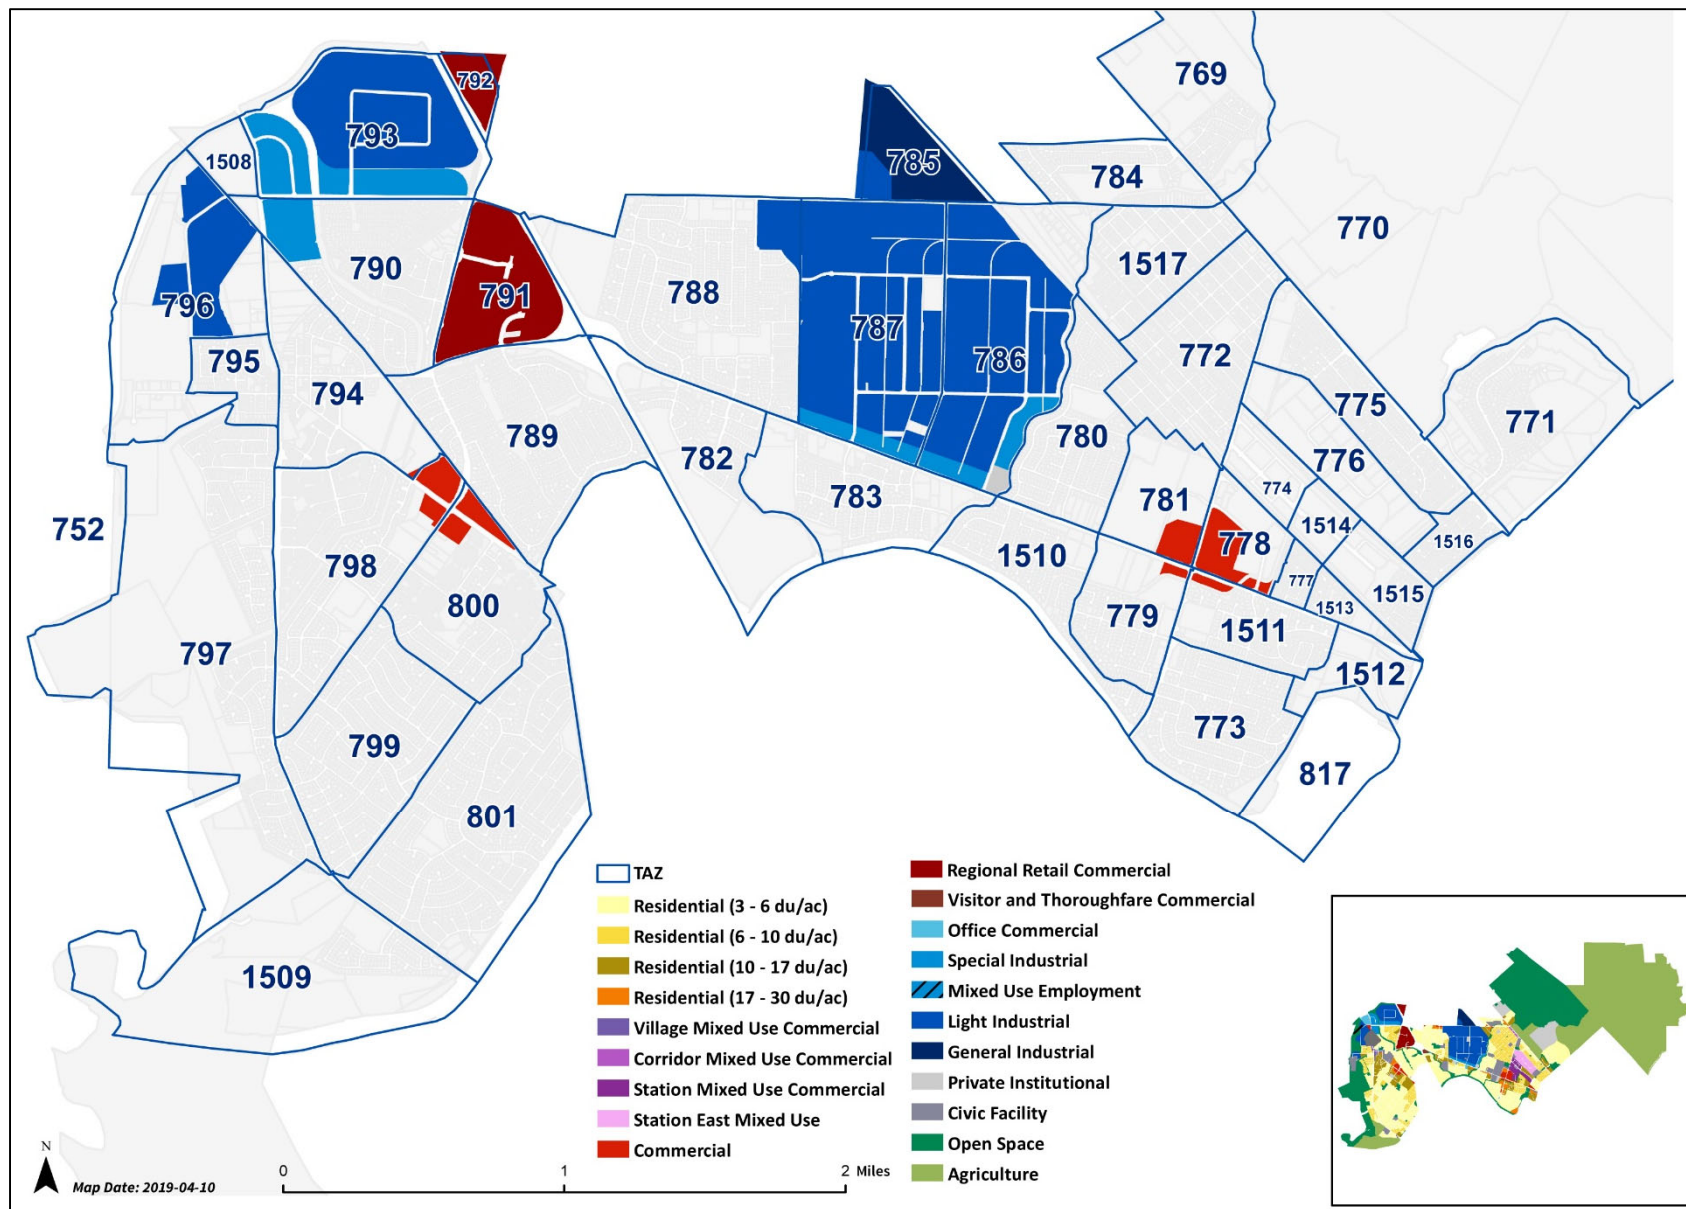 769
792
793
785
1508
784
770
1517
790
791
788
796
787
786
772
795
794
775
771
789
780
782
776
783
781
774
752
1514
778
1516
1510
798
777
1515
800
779
1513
1511
797
1512
773
799
817
801
1509
TAZ
Residential (3 - 6 du/ac)
Residential (6 - 10 du/ac)
Residential (10 - 17 du/ac)
Residential (17 - 30 du/ac)
Village Mixed Use Commercial
Corridor Mixed Use Commercial
Station Mixed Use Commercial
Station East Mixed Use
Commercial
Regional Retail Commercial
Visitor and Thoroughfare Commercial
Office Commercial
Special Industrial
Mixed Use Employment
Light Industrial
General Industrial
Private Institutional
Civic Facility
Open Space
Agriculture
N
Map Date: 2019-04-10
0 1 2 Miles